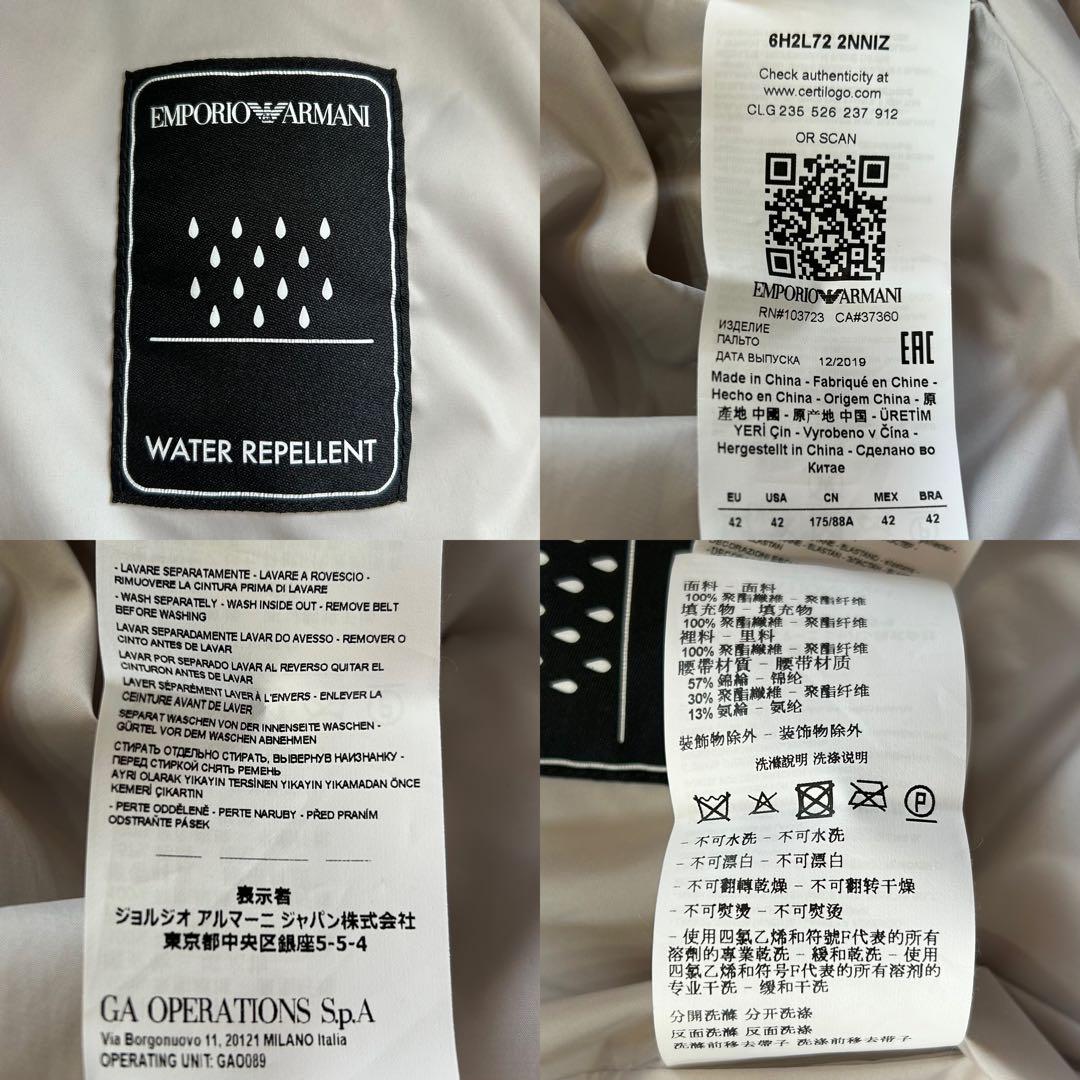 EMPORIO ARMANI
WATER REPELLENT
6H2L72 2NNIZ
Check authenticity at
www.certilogo.com
CLG 235 526 237 912
OR SCAN
EMPORIO ARMANI
RN#103723 CA#37360
ИЗДЕЛИЕ
ПАЛЬТО
ДАТА ВЫПУСКА 12/2019
EAC
Made in China - Fabriqué en Chine -
Hecho en China - Origem China - 原
產地 中國 - 原产地 中国 - ÜRETİM
YERİ Çin - Vyrobeno v Čína -
Hergestellt in China - Сделано во
Китае
EU USA CN MEX BRA
42 42 175/88A 42 42
- LAVARE SEPARATAMENTE - LAVARE A ROVESCIO -
RIMUOVERE LA CINTURA PRIMA DI LAVARE
- WASH SEPARATELY - WASH INSIDE OUT - REMOVE BELT
BEFORE WASHING
LAVAR SEPARADAMENTE LAVAR DO AVESSO - REMOVER O
CINTO ANTES DE LAVAR
LAVAR POR SEPARADO LAVAR AL REVERSO QUITAR EL
CINTURON ANTES DE LAVAR
LAVER SÉPARÉMENT LAVER À L'ENVERS - ENLEVER LA
CEINTURE AVANT DE LAVER
SEPARAT WASCHEN VON DER INNENSEITE WASCHEN -
GÜRTEL VOR DEM WASCHEN ABNEHMEN
СТИРАТЬ ОТДЕЛЬНО СТИРАТЬ, ВЫВЕРНУВ НАИЗНАНКУ -
ПЕРЕД СТИРКОЙ СНЯТЬ РЕМЕНЬ
AYRI OLARAK YIKAYIN TERSİNEN YIKAYIN YIKAMADAN ÖNCE
KEMERİ ÇIKARTIN
- PERTE ODDĚLENĚ - PERTE NARUBY - PŘED PRANÍM
ODSTRAŇTE PÁSEK
表示者
ジョルジオ アルマーニ ジャパン株式会社
東京都中央区銀座5-5-4
GA OPERATIONS S.p.A
Via Borgonuovo 11, 20121 MILANO Italia
OPERATING UNIT: GAO089
面料 - 面料
100% 聚酯纖維 - 聚酯纤维
填充物 - 填充物
100% 聚酯纖維 - 聚酯纤维
裡料 - 里料
100% 聚酯纖維 - 聚酯纤维
腰帶材質 - 腰带材质
57% 錦綸 - 锦纶
30% 聚酯纖維 - 聚酯纤维
13% 氨綸 - 氨纶
裝飾物除外 - 装饰物除外
洗滌說明 洗涤说明
P
- 不可水洗 - 不可水洗
- 不可漂白 - 不可漂白
- 不可翻轉乾燥 - 不可翻转干燥
- 不可熨燙 - 不可熨烫
- 使用四氯乙烯和符號F代表的所有
溶劑的專業乾洗 - 緩和乾洗 - 使用
四氯乙烯和符号F代表的所有溶剂的
专业干洗 - 缓和干洗
分開洗滌 分开洗涤
反面洗滌 反面洗涤
洗滌前移去帶子 洗涤前移去带子